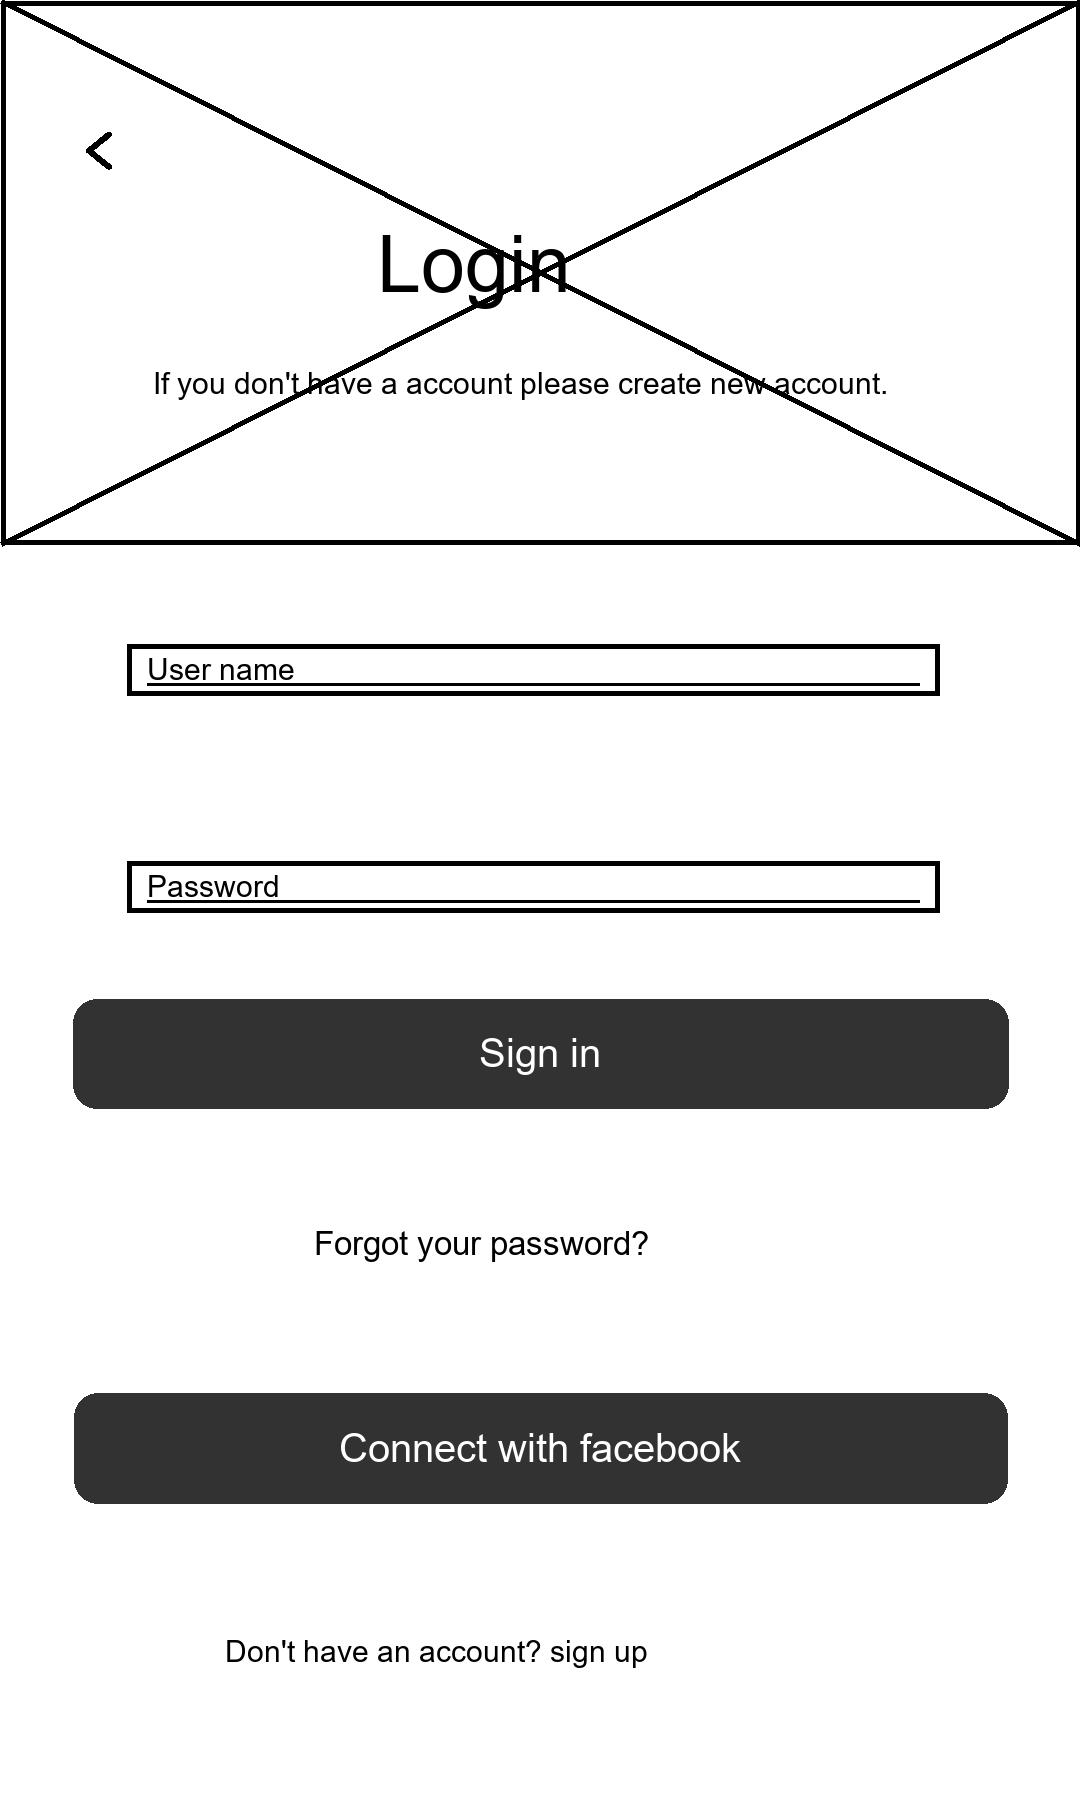 Login
If you don't have a account please create new account.
User name
Password
Sign in
Forgot your password?
Connect with facebook
Don't have an account? sign up